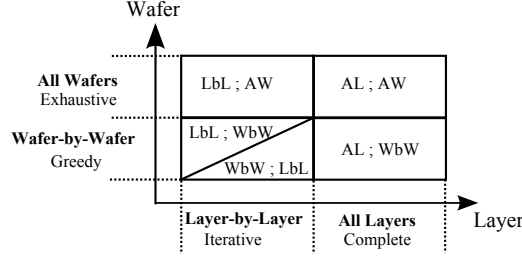 Wafer
All Wafers
Exhaustive
LbL ; AW
AL ; AW
Wafer-by-Wafer
Greedy
LbL ; WbW
WbW ; LbL
AL ; WbW
Layer-by-Layer
Iterative
All Layers
Complete
Layer